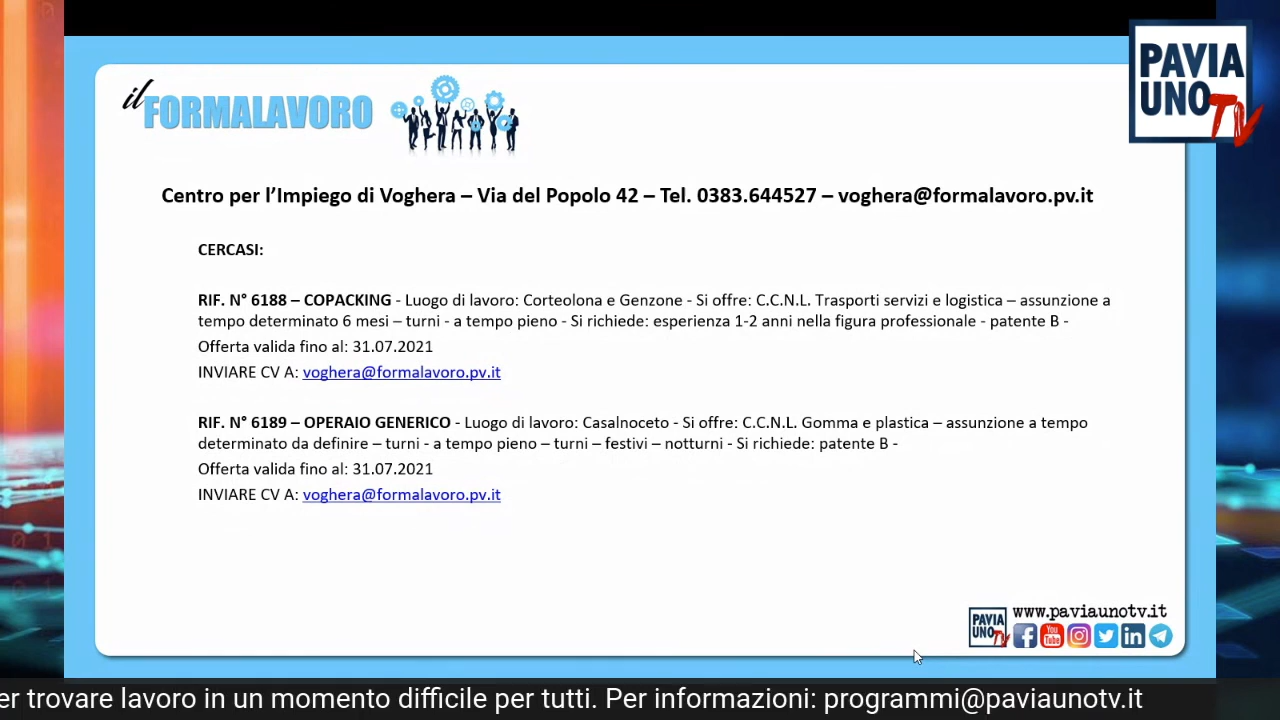 il FORMALAVORO
PAVIA
UNO TV
Centro per l'Impiego di Voghera – Via del Popolo 42 – Tel. 0383.644527 – voghera@formalavoro.pv.it
CERCASI:
RIF. N° 6188 – COPACKING - Luogo di lavoro: Corteolona e Genzone - Si offre: C.C.N.L. Trasporti servizi e logistica – assunzione a
tempo determinato 6 mesi – turni - a tempo pieno - Si richiede: esperienza 1-2 anni nella figura professionale - patente B -
Offerta valida fino al: 31.07.2021
INVIARE CV A: voghera@formalavoro.pv.it
RIF. N° 6189 – OPERAIO GENERICO - Luogo di lavoro: Casalnoceto - Si offre: C.C.N.L. Gomma e plastica – assunzione a tempo
determinato da definire – turni - a tempo pieno – turni – festivi – notturni - Si richiede: patente B -
Offerta valida fino al: 31.07.2021
INVIARE CV A: voghera@formalavoro.pv.it
www.paviaunotv.it
PAVIA
UNO TV
You Tube
er trovare lavoro in un momento difficile per tutti. Per informazioni: programmi@paviaunotv.it